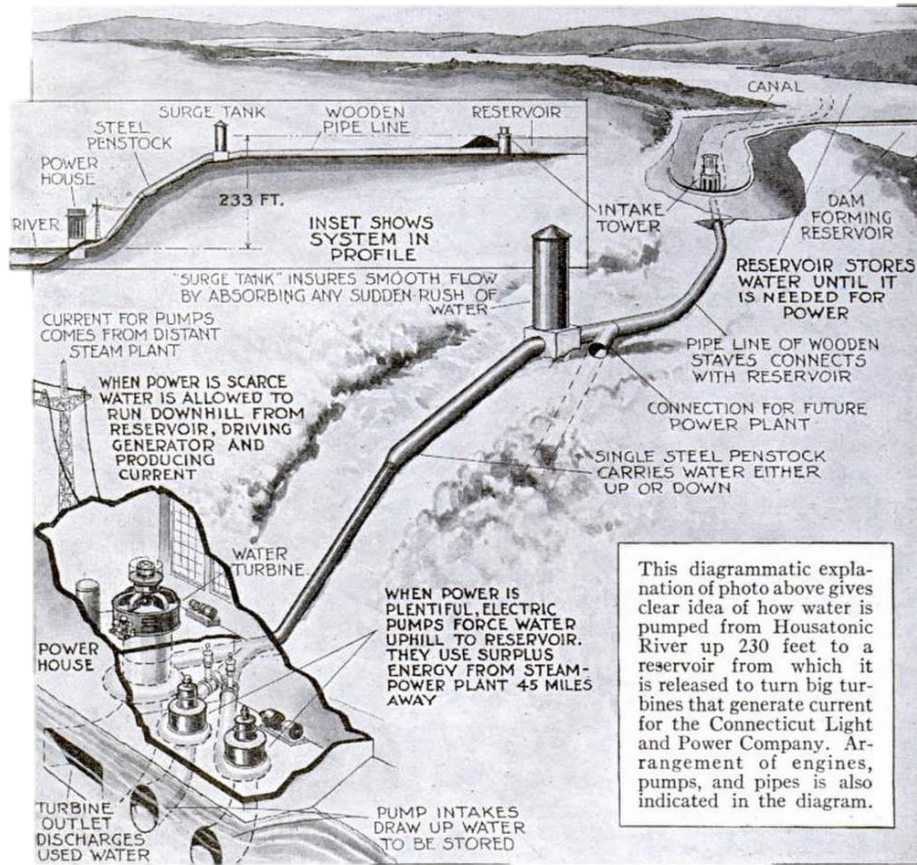 CANAL
SURGE TANK
WOODEN
PIPE LINE
RESERVOIR
STEEL
PENSTOCK
POWER
HOUSE
RIVER
233 FT.
INSET SHOWS
SYSTEM IN
PROFILE
INTAKE
TOWER
DAM
FORMING
RESERVOIR
RESERVOIR STORES
WATER UNTIL IT
IS NEEDED FOR
POWER
"SURGE TANK" INSURES SMOOTH FLOW
BY ABSORBING ANY SUDDEN RUSH OF
WATER
CURRENT FOR PUMPS
COMES FROM DISTANT
STEAM PLANT
PIPE LINE OF WOODEN
STAVES CONNECTS
WITH RESERVOIR
WHEN POWER IS SCARCE
WATER IS ALLOWED TO
RUN DOWNHILL FROM
RESERVOIR, DRIVING
GENERATOR AND
PRODUCING
CURRENT
CONNECTION FOR FUTURE
POWER PLANT
SINGLE STEEL PENSTOCK
CARRIES WATER EITHER
UP OR DOWN
WATER
TURBINE
WHEN POWER IS
PLENTIFUL, ELECTRIC
PUMPS FORCE WATER
UPHILL TO RESERVOIR.
THEY USE SURPLUS
ENERGY FROM STEAM-
POWER PLANT 45 MILES
AWAY
POWER
HOUSE
TURBINE
OUTLET
DISCHARGES
USED WATER
PUMP INTAKES
DRAW UP WATER
TO BE STORED
This diagrammatic expla-
nation of photo above gives
clear idea of how water is
pumped from Housatonic
River up 230 feet to a
reservoir from which it
is released to turn big tur-
bines that generate current
for the Connecticut Light
and Power Company. Ar-
rangement of engines,
pumps, and pipes is also
indicated in the diagram.